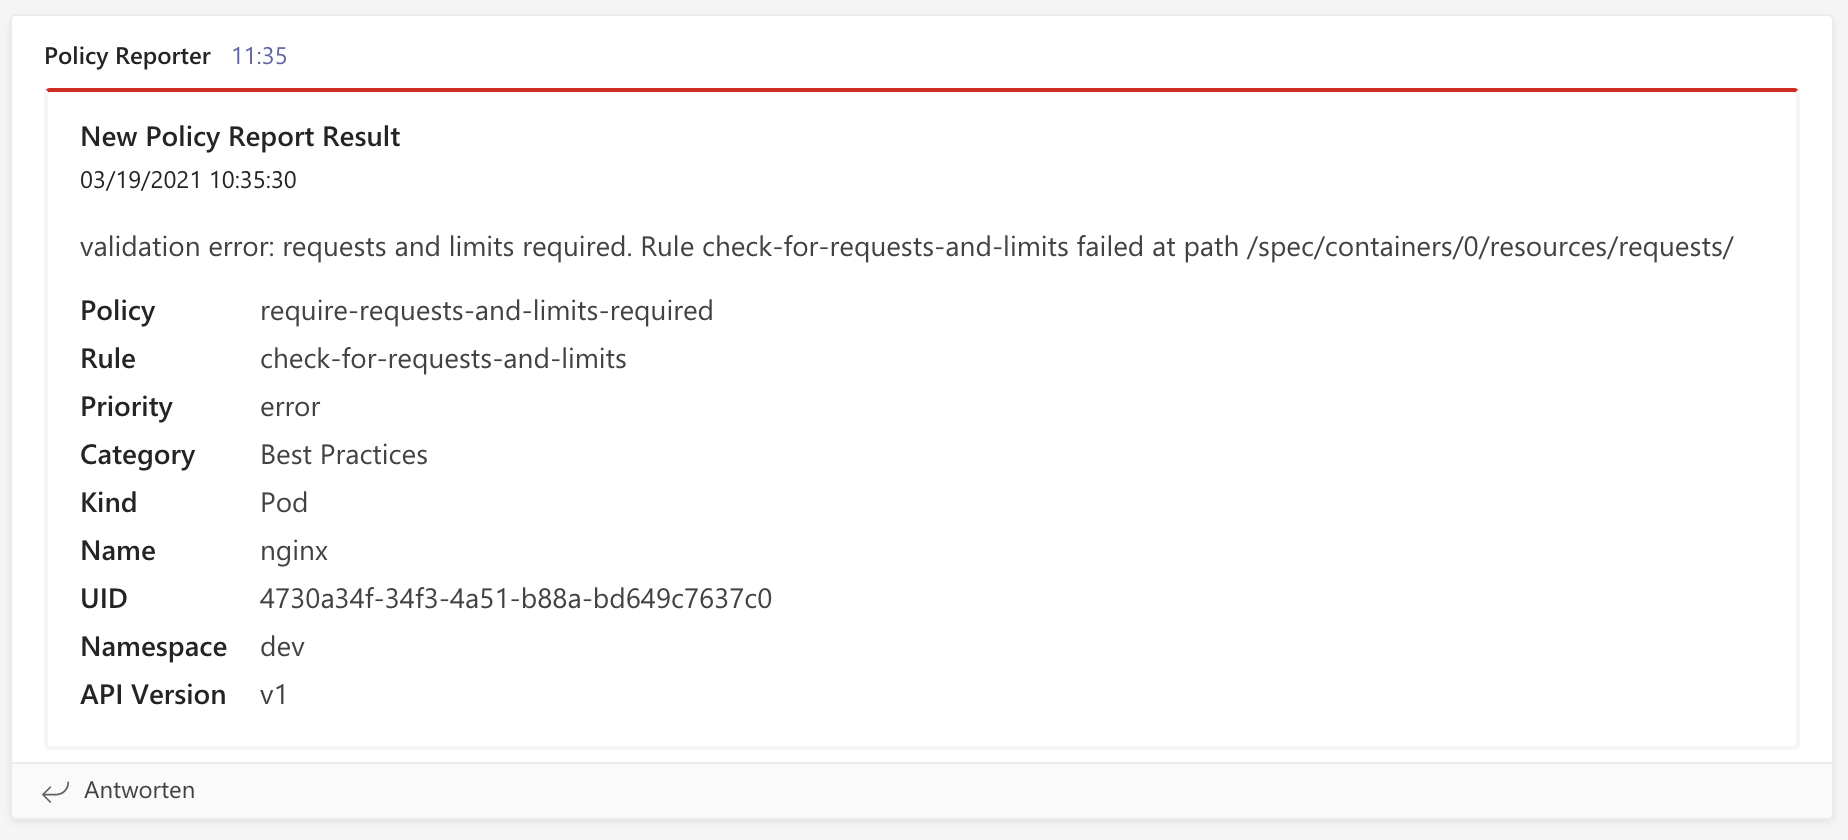 Policy Reporter 11:35
New Policy Report Result
03/19/2021 10:35:30
validation error: requests and limits required. Rule check-for-requests-and-limits failed at path /spec/containers/0/resources/requests/
Policy require-requests-and-limits-required
Rule check-for-requests-and-limits
Priority error
Category Best Practices
Kind Pod
Name nginx
UID 4730a34f-34f3-4a51-b88a-bd649c7637c0
Namespace dev
API Version v1
Antworten